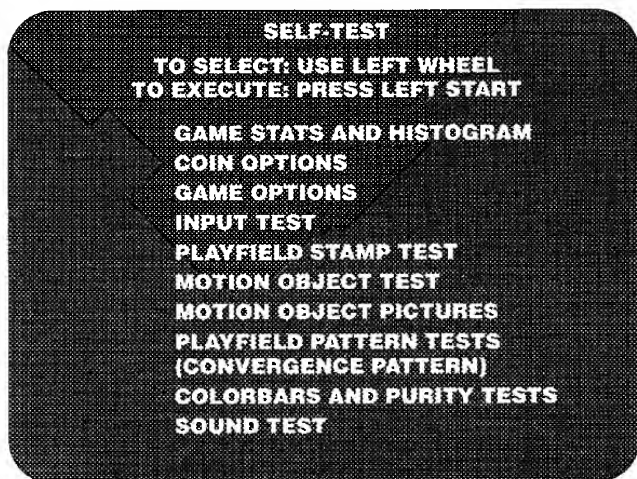 SELF-TEST
TO SELECT: USE LEFT WHEEL
TO EXECUTE: PRESS LEFT START
GAME STATS AND HISTOGRAM
COIN OPTIONS
GAME OPTIONS
INPUT TEST
PLAYFIELD STAMP TEST
MOTION OBJECT TEST
MOTION OBJECT PICTURES
PLAYFIELD PATTERN TESTS
(CONVERGENCE PATTERN)
COLORBARS AND PURITY TESTS
SOUND TEST